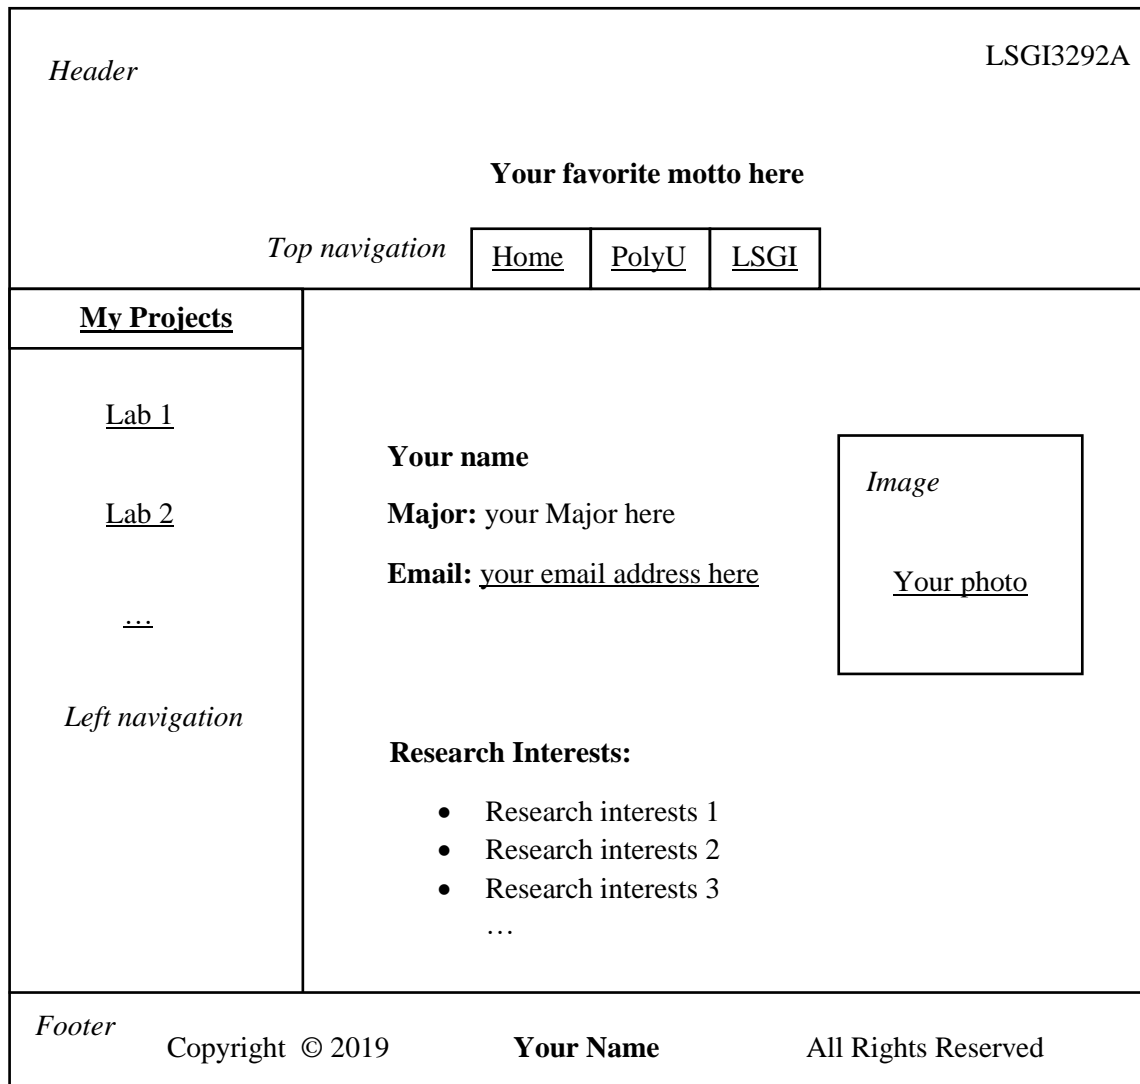 Header
LSGI3292A
Your favorite motto here
Top navigation
Home PolyU LSGI
My Projects
Lab 1
Lab 2
…
Left navigation
Your name
Major: your Major here
Email: your email address here
Image
Your photo
Research Interests:
• Research interests 1
• Research interests 2
• Research interests 3
…
Footer
Copyright © 2019 Your Name All Rights Reserved